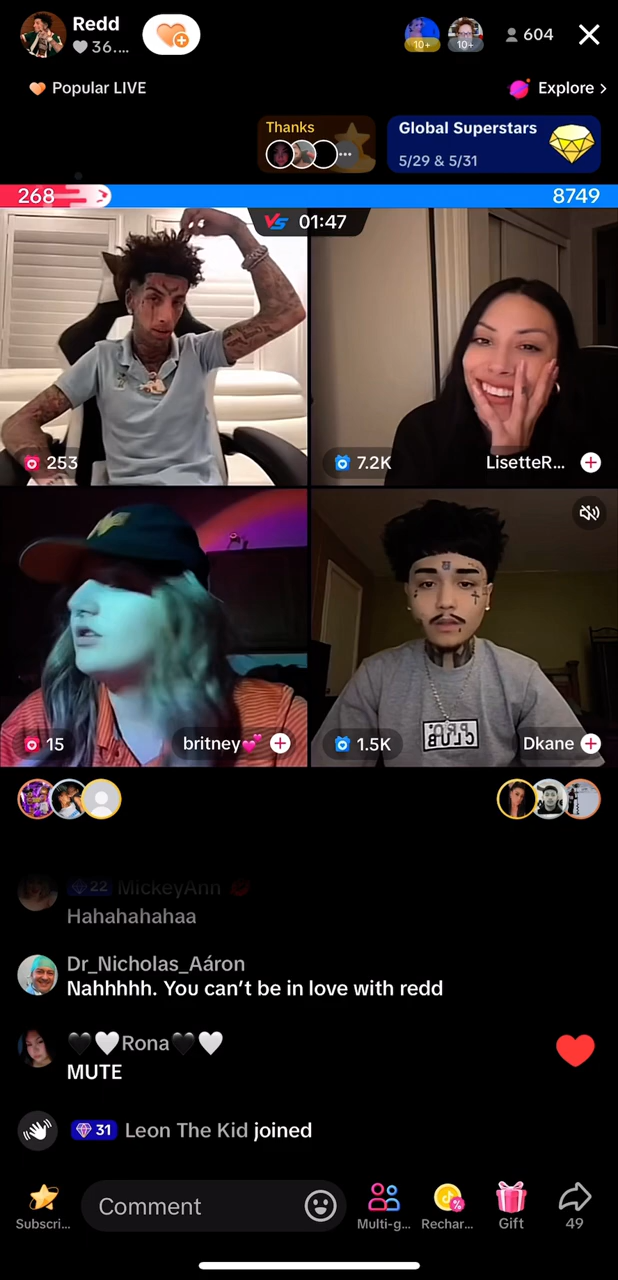 Redd
36....
10+
10+
604
Popular LIVE
Explore >
Thanks
Global Superstars
5/29 & 5/31
268
8749
VS 01:47
253
7.2K
LisetteR...
15
britney💕
1.5K
Dkane
22 MickeyAnn
Hahahahahaa
Dr_Nicholas_Aáron
Nahhhhh. You can’t be in love with redd
🖤🤍Rona🖤🤍
MUTE
31 Leon The Kid joined
Comment
Subscri...
Multi-g...
Rechar...
Gift
49